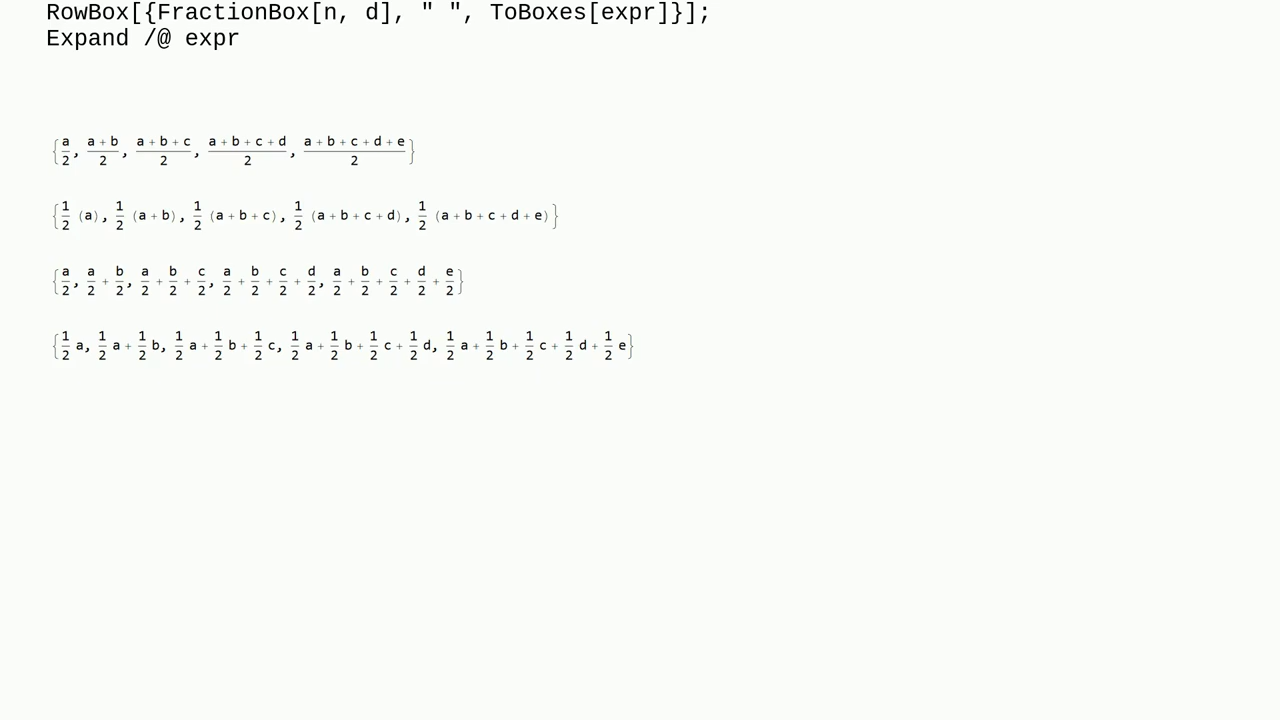 RowBox[{FractionBox[n, d], " ", ToBoxes[expr]}];
Expand /@ expr
{a/2, (a + b)/2, (a + b + c)/2, (a + b + c + d)/2, (a + b + c + d + e)/2}
{1/2 (a), 1/2 (a + b), 1/2 (a + b + c), 1/2 (a + b + c + d), 1/2 (a + b + c + d + e)}
{a/2, a/2 + b/2, a/2 + b/2 + c/2, a/2 + b/2 + c/2 + d/2, a/2 + b/2 + c/2 + d/2 + e/2}
{1/2 a, 1/2 a + 1/2 b, 1/2 a + 1/2 b + 1/2 c, 1/2 a + 1/2 b + 1/2 c + 1/2 d, 1/2 a + 1/2 b + 1/2 c + 1/2 d + 1/2 e}